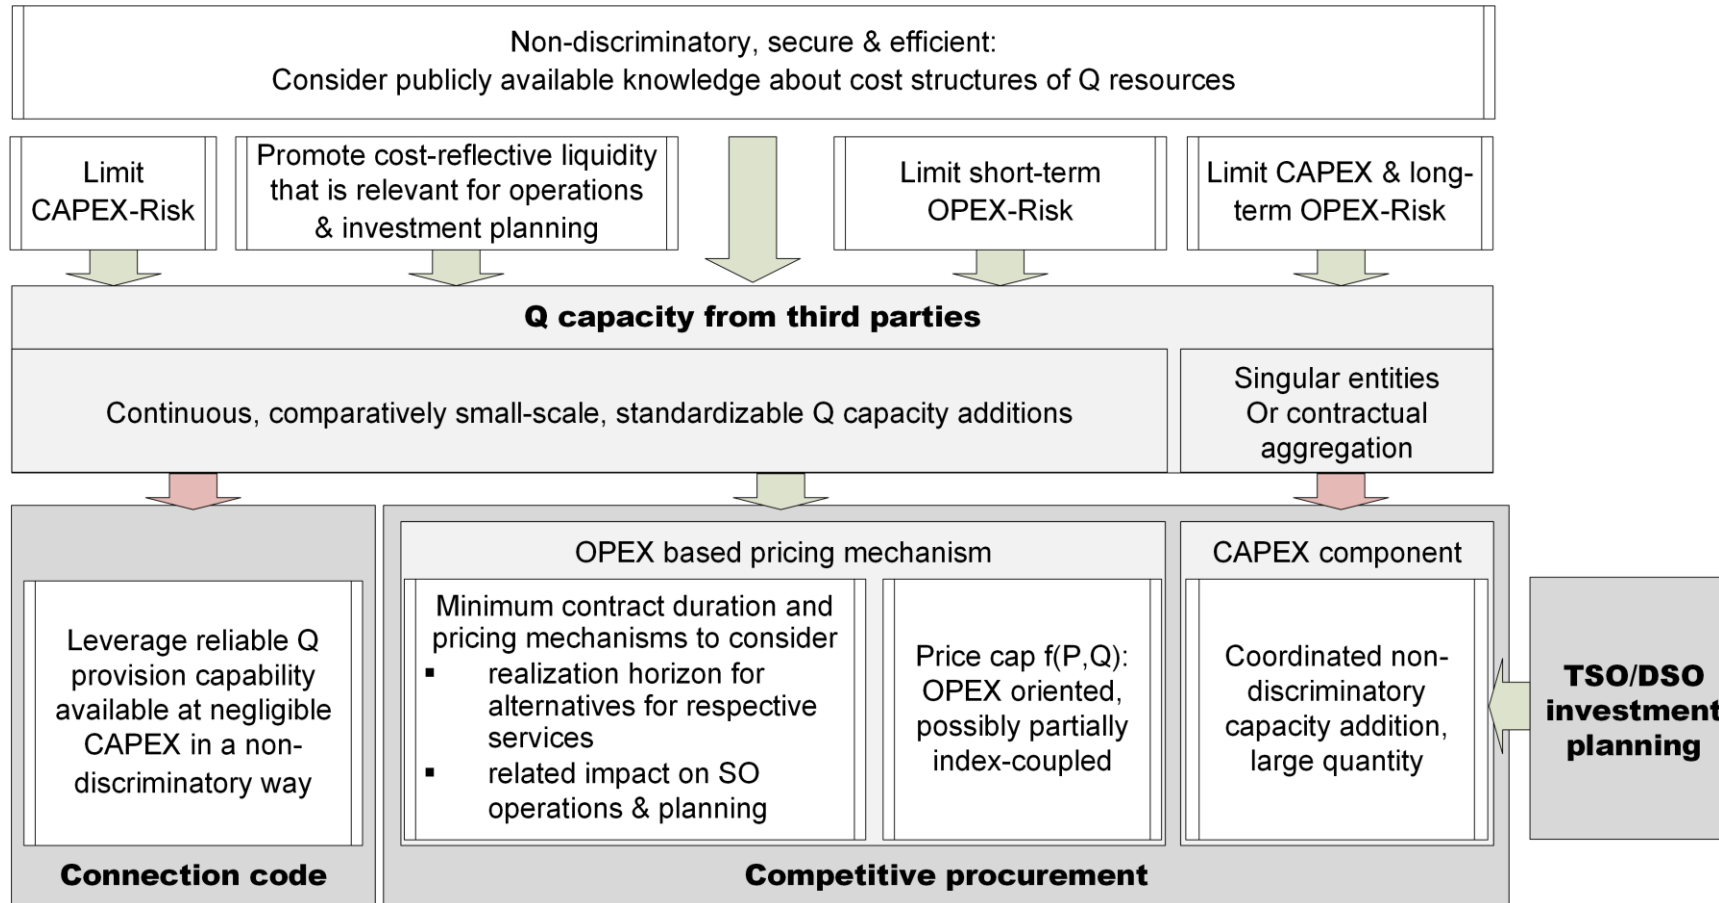 Non-discriminatory, secure & efficient:
Consider publicly available knowledge about cost structures of Q resources
Limit
CAPEX-Risk
Promote cost-reflective liquidity
that is relevant for operations
& investment planning
Limit short-term
OPEX-Risk
Limit CAPEX & long-
term OPEX-Risk
Q capacity from third parties
Continuous, comparatively small-scale, standardizable Q capacity additions
Singular entities
Or contractual
aggregation
Leverage reliable Q
provision capability
available at negligible
CAPEX in a non-
discriminatory way
Connection code
OPEX based pricing mechanism
Minimum contract duration and
pricing mechanisms to consider
▪ realization horizon for
alternatives for respective
services
▪ related impact on SO
operations & planning
Price cap f(P,Q):
OPEX oriented,
possibly partially
index-coupled
CAPEX component
Coordinated non-
discriminatory
capacity addition,
large quantity
Competitive procurement
TSO/DSO
investment
planning